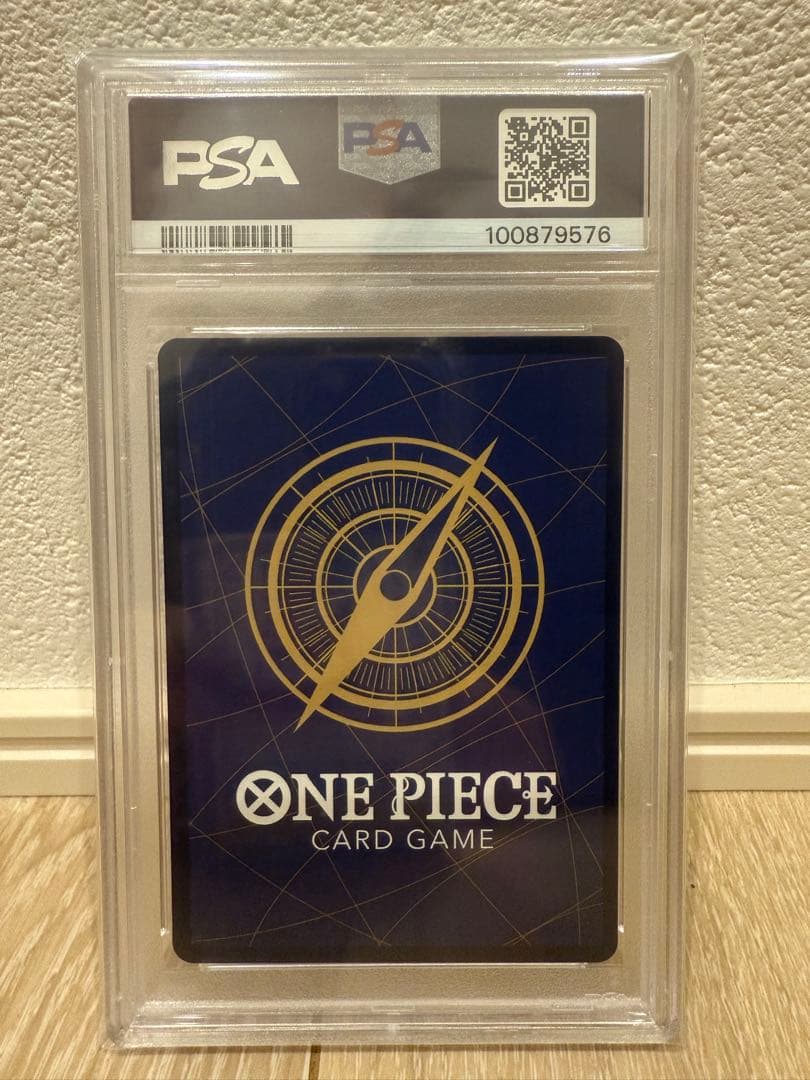 PSA
PSA
100879576
ONE PIECE
CARD GAME